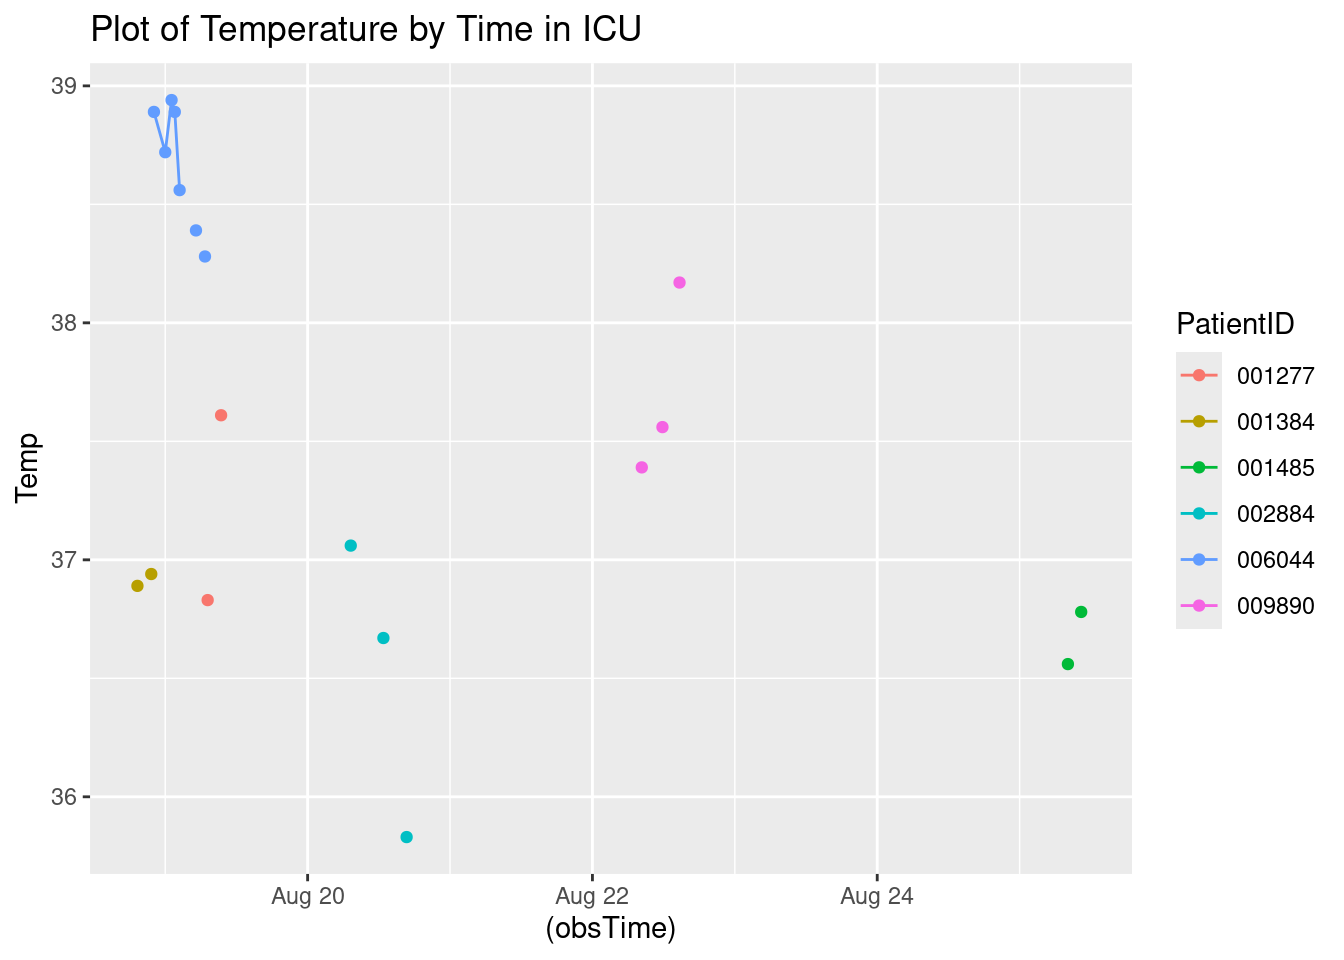 Plot of Temperature by Time in ICU
39
38
37
36
Temp
Aug 20
Aug 22
Aug 24
(obsTime)
PatientID
001277
001384
001485
002884
006044
009890